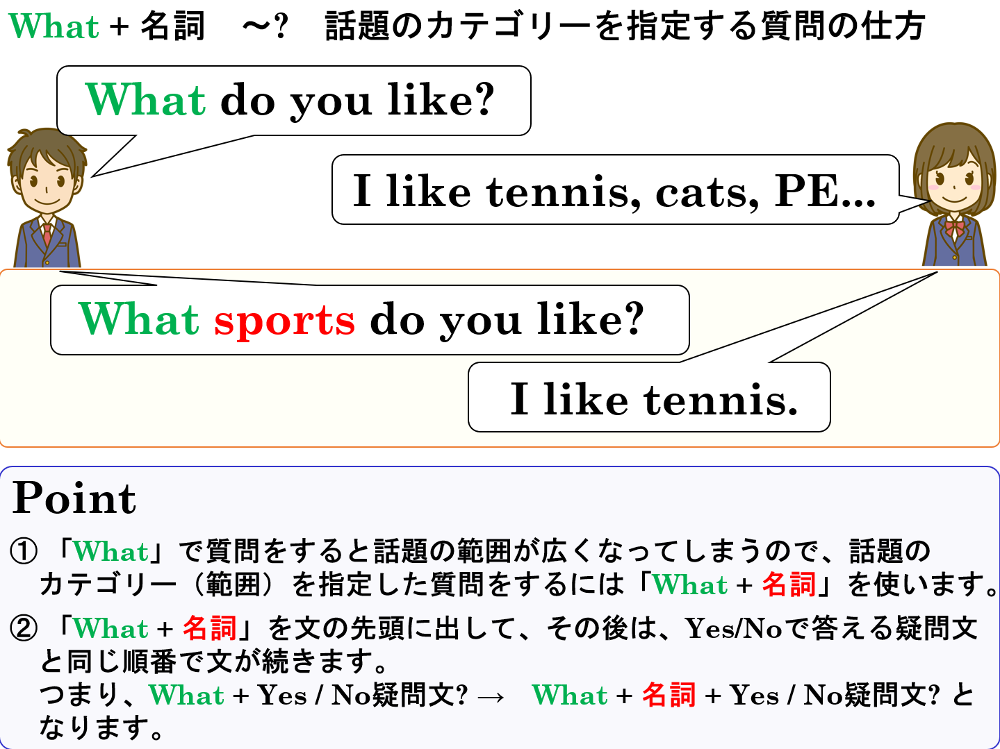 What + 名詞　～?　話題のカテゴリーを指定する質問の仕方
What do you like?
I like tennis, cats, PE...
What sports do you like?
I like tennis.
Point
① 「What」で質問をすると話題の範囲が広くなってしまうので、話題の
カテゴリー（範囲）を指定した質問をするには「What + 名詞」を使います。
② 「What + 名詞」を文の先頭に出して、その後は、Yes/Noで答える疑問文
と同じ順番で文が続きます。
つまり、What + Yes / No疑問文? →　What + 名詞 + Yes / No疑問文? と
なります。